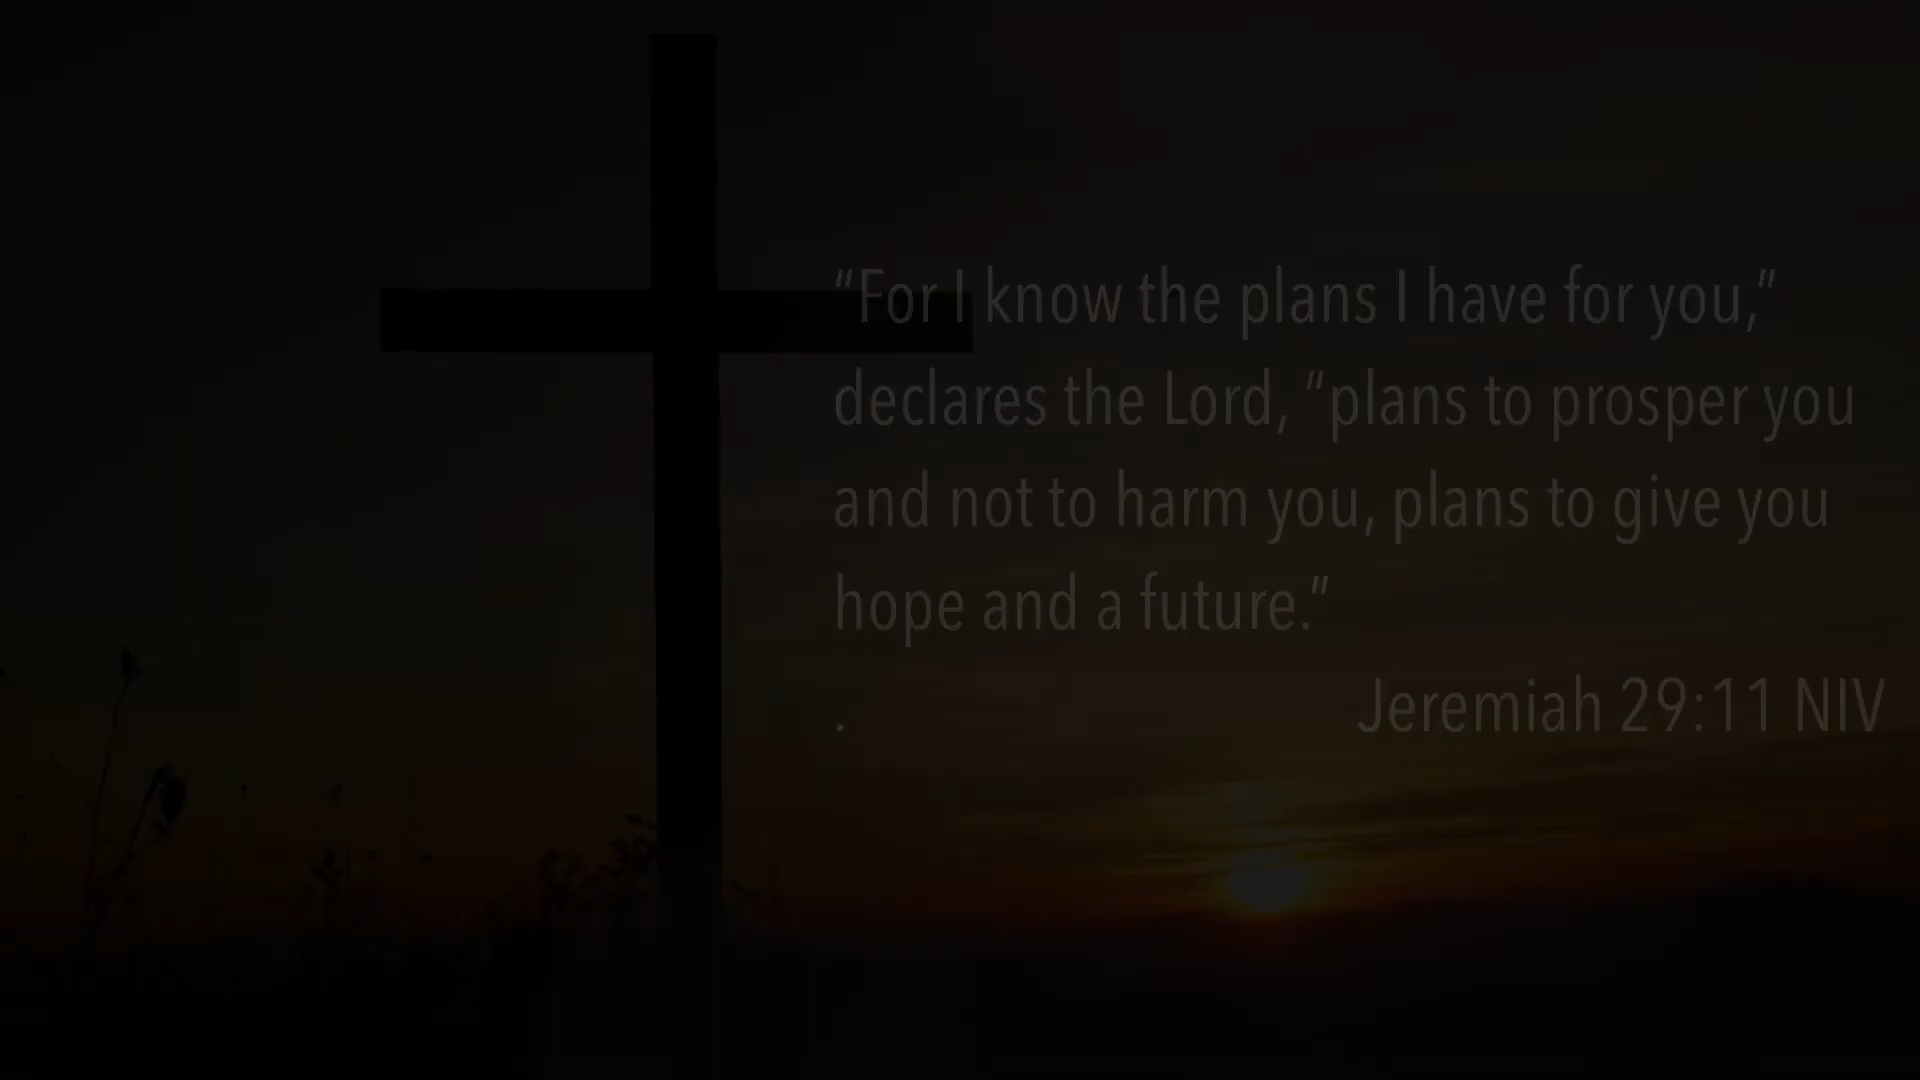 “For I know the plans I have for you,”
declares the Lord, “plans to prosper you
and not to harm you, plans to give you
hope and a future.”
. Jeremiah 29:11 NIV